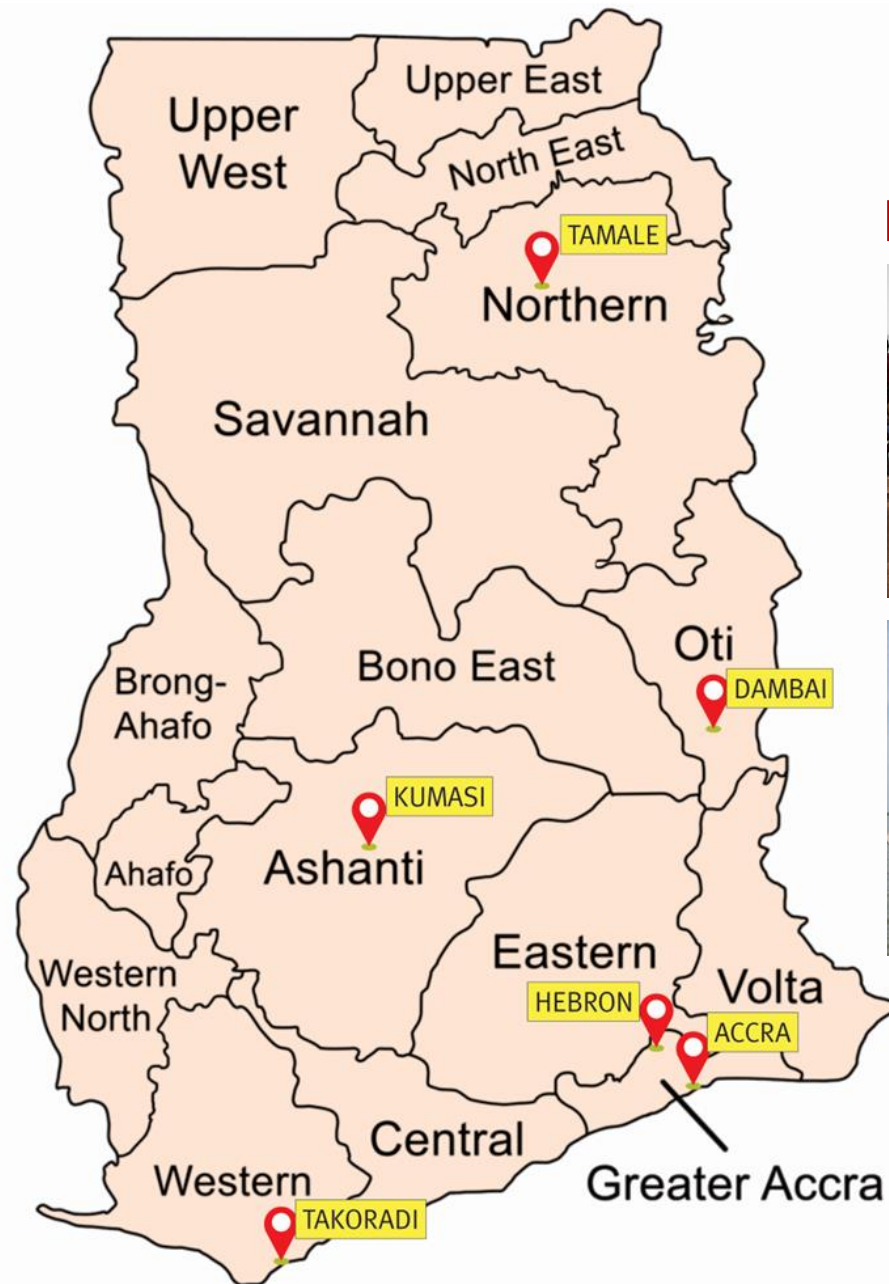 Upper East
Upper
West
North East
TAMALE
Northern
Savannah
Oti
Bono East
DAMBAI
Brong-
Ahafo
KUMASI
Ahafo
Ashanti
Eastern
Western
North
Volta
HEBRON
ACCRA
Central
Western
Greater Accra
TAKORADI